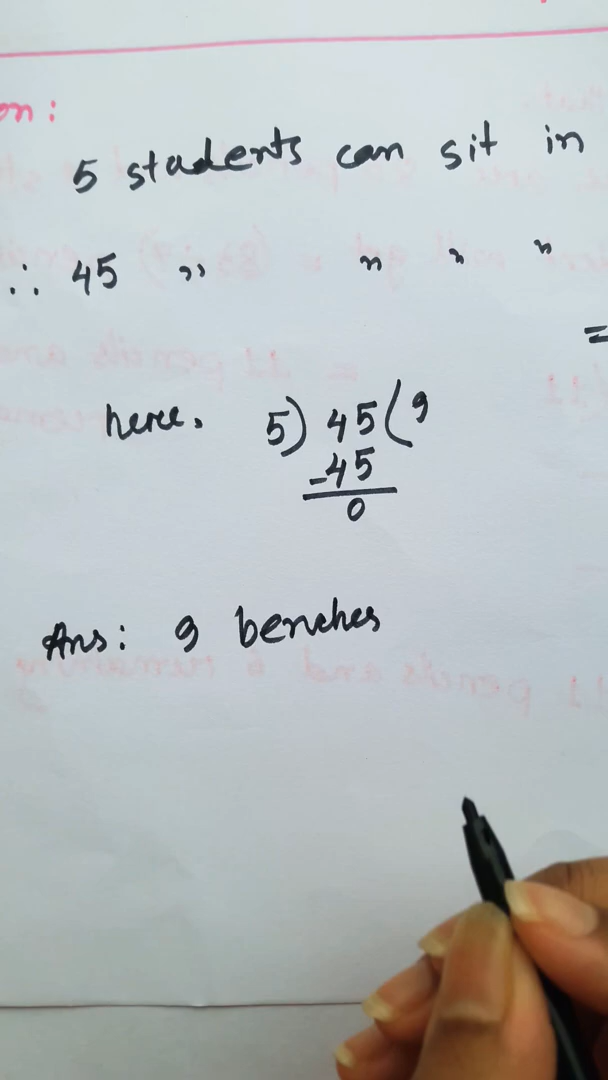 on:
5 students can sit in
∴ 45 " " " "
=
here, 5) 45 (9
-45
0
Ans: 9 benches